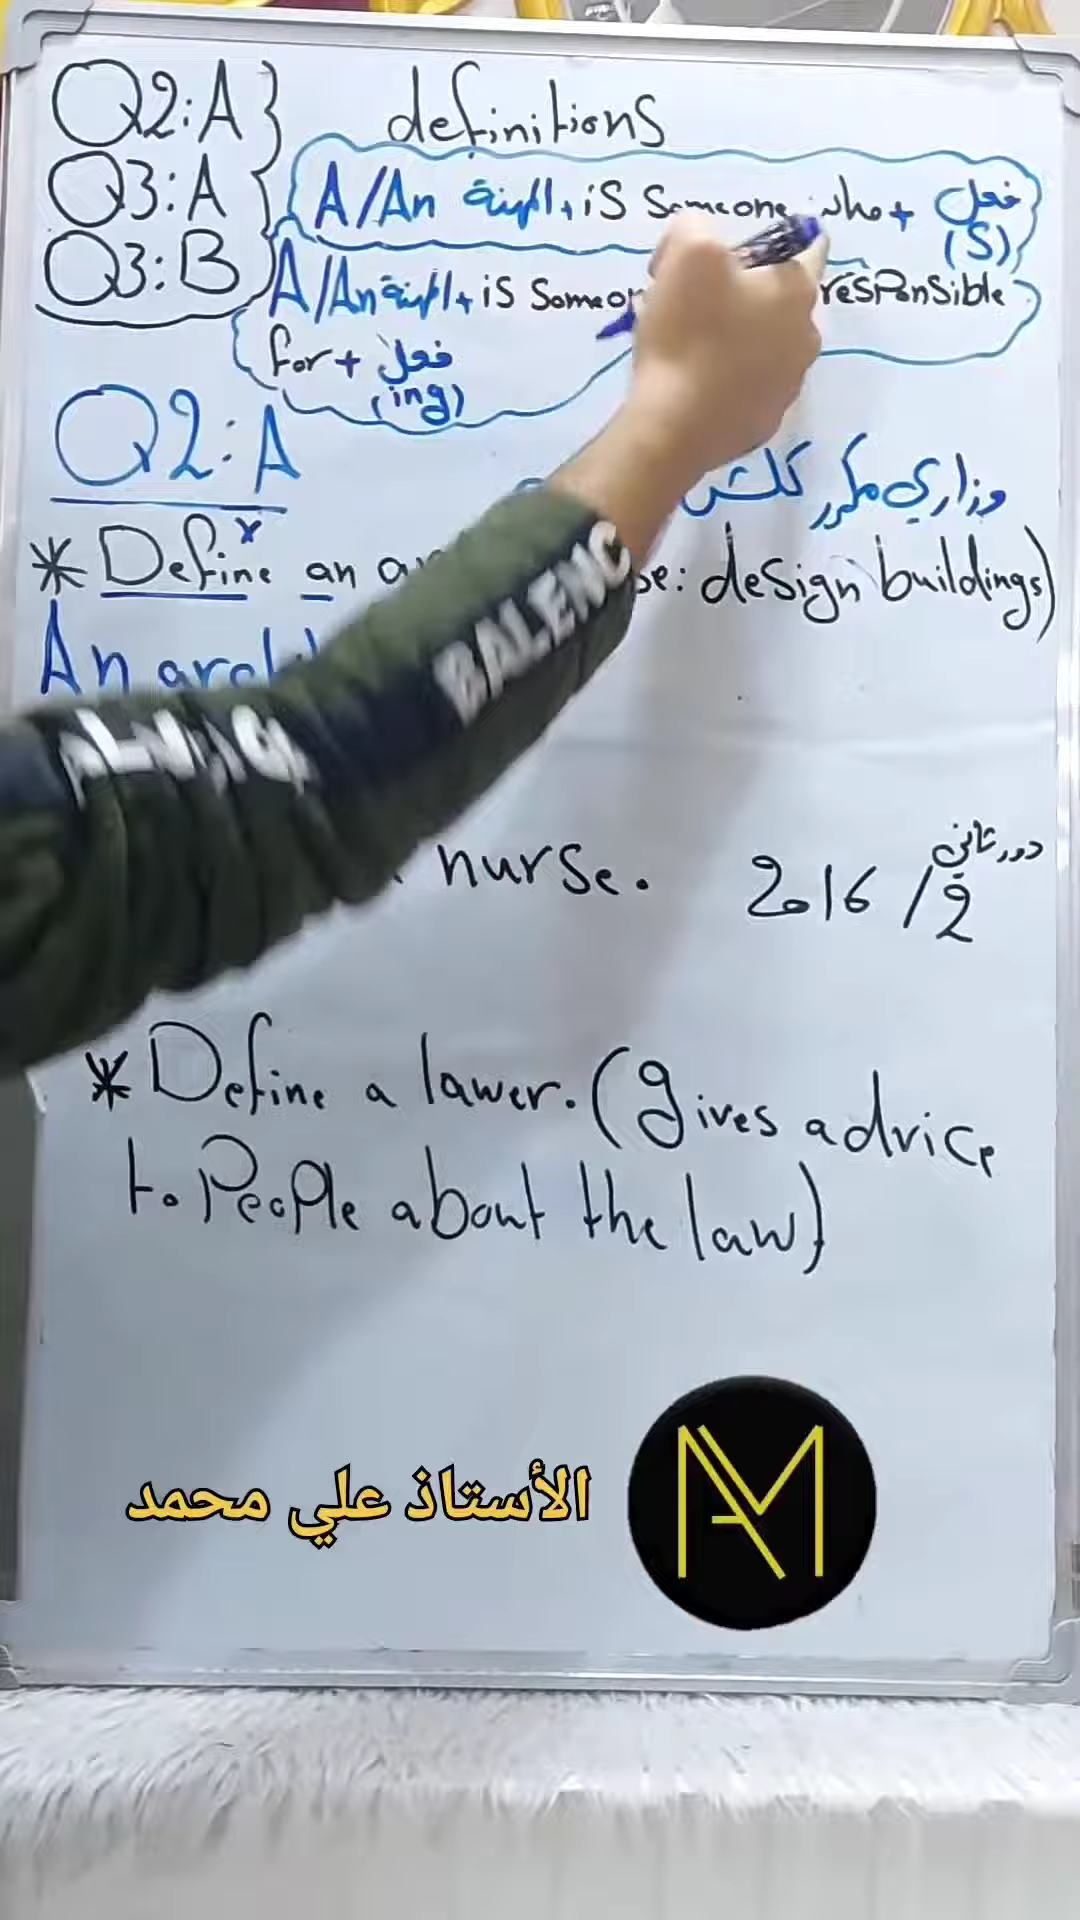 Q2:A
definitions
Q3:A
A/An المهنة + is Someone who + فعل
(S)
Q3:B
A/An المهنة + is responsible
for + فعل
(ing)
Q2:A
وزاري مكرر كلش
* Define an design buildings)
An
nurse. 2016 / 2
دور ثاني
* Define a lawer. (gives advice
to People about the law)
الأستاذ علي محمد